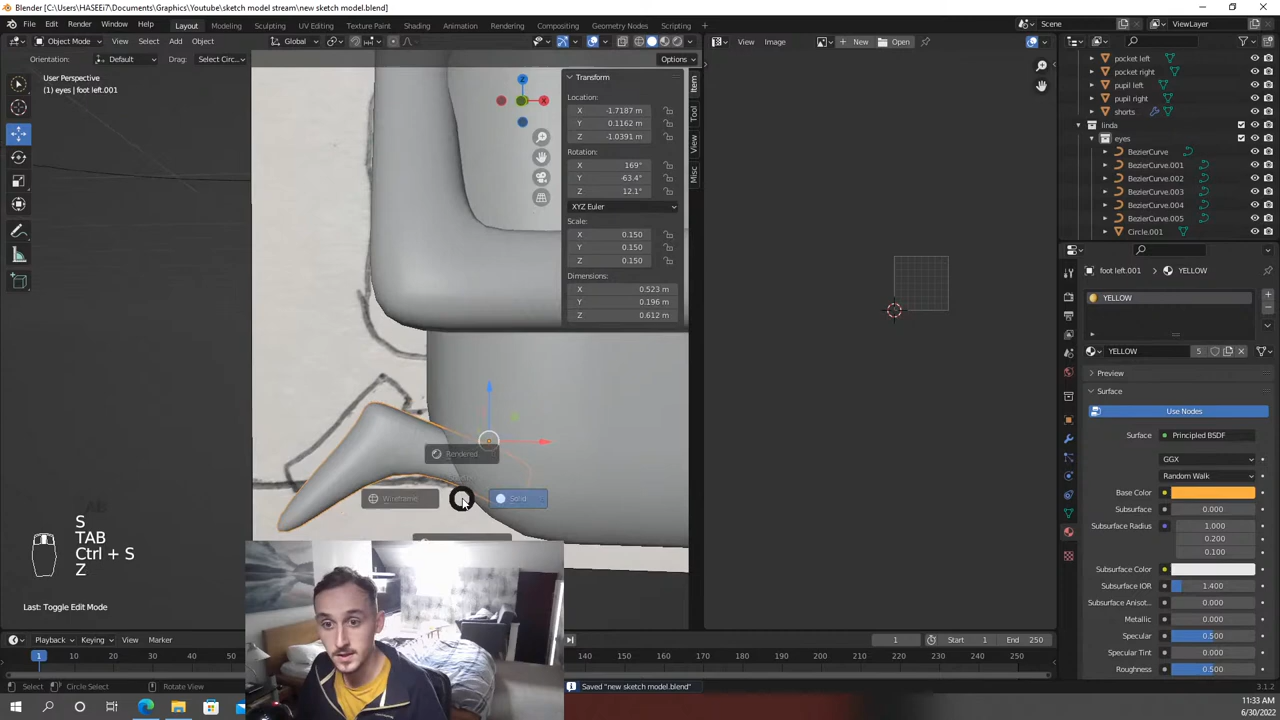 Blender [C:\Users\HASEEi7\Documents\Graphics\Youtube\sketch model stream\new sketch model.blend]
File Edit Render Window Help Layout Modeling Sculpting UV Editing Texture Paint Shading Animation Rendering Compositing Geometry Nodes Scripting Scene ViewLayer
Object Mode View Select Add Object Global View Image New Open
Orientation: Default Drag: Select Circ... Options
User Perspective
(1) eyes | foot left.001
Transform
Location:
X -1.7187 m
Y 0.1162 m
Z -1.0391 m
Rotation:
X 169°
Y -63.4°
Z 12.1°
XYZ Euler
Scale:
X 0.150
Y 0.150
Z 0.150
Dimensions:
X 0.523 m
Y 0.196 m
Z 0.612 m
Item
Tool
View
Misc
Z
X
Rendered
Wireframe
Solid
S
TAB
Ctrl + S
Z
Last: Toggle Edit Mode
pocket left
pocket right
pupil left
pupil right
shorts
linda
eyes
BezierCurve
BezierCurve.001
BezierCurve.002
BezierCurve.003
BezierCurve.004
BezierCurve.005
Circle.001
foot left.001 YELLOW
YELLOW
YELLOW 5
Preview
Surface
Use Nodes
Surface Principled BSDF
GGX
Random Walk
Base Color
Subsurface 0.000
Subsurface Radius 1.000
0.200
0.100
Subsurface Color
Subsurface IOR 1.400
Subsurface Anisot... 0.000
Metallic 0.000
Specular 0.500
Specular Tint 0.000
Roughness 0.500
Playback Keying View Marker 1 Start 1 End 250
1 140 150 160 170 180 190 200 210 220 230 240 250
Select Circle Select Rotate View Saved "new sketch model.blend" 3.1.2
11:33 AM
6/30/2022